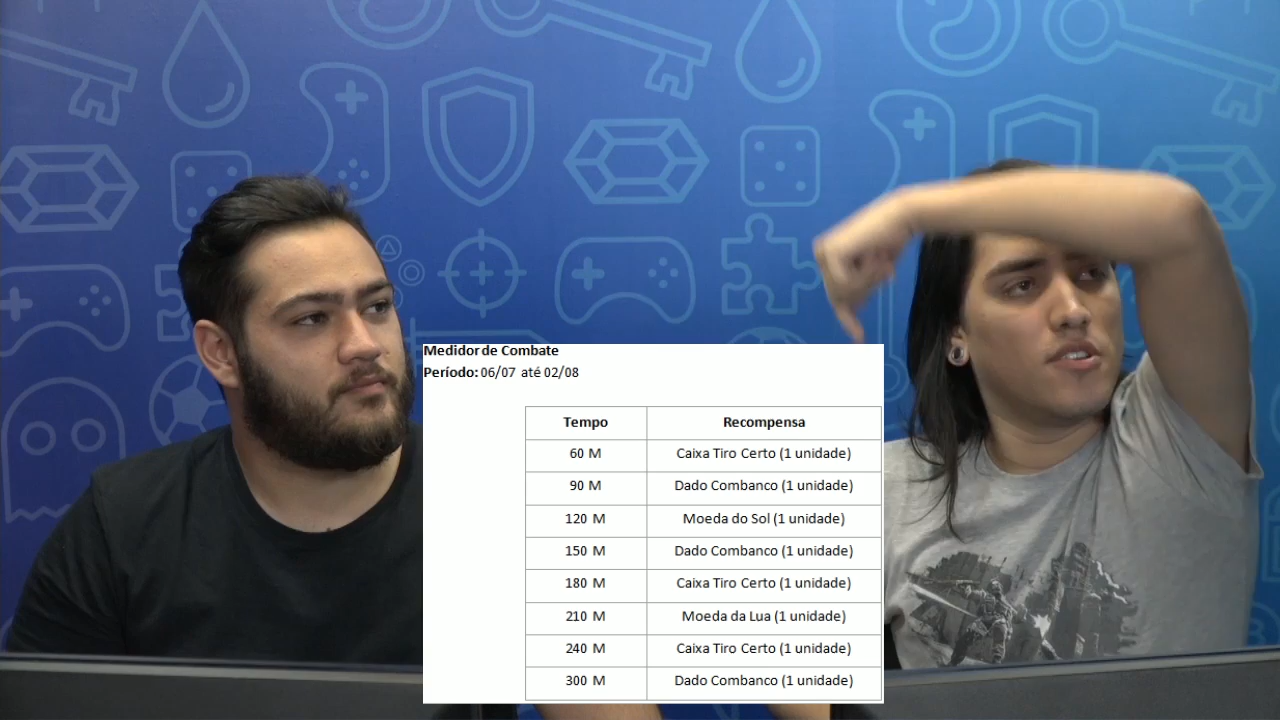 Medidor de Combate
Período: 06/07 até 02/08
Tempo Recompensa
60 M Caixa Tiro Certo (1 unidade)
90 M Dado Combanco (1 unidade)
120 M Moeda do Sol (1 unidade)
150 M Dado Combanco (1 unidade)
180 M Caixa Tiro Certo (1 unidade)
210 M Moeda da Lua (1 unidade)
240 M Caixa Tiro Certo (1 unidade)
300 M Dado Combanco (1 unidade)